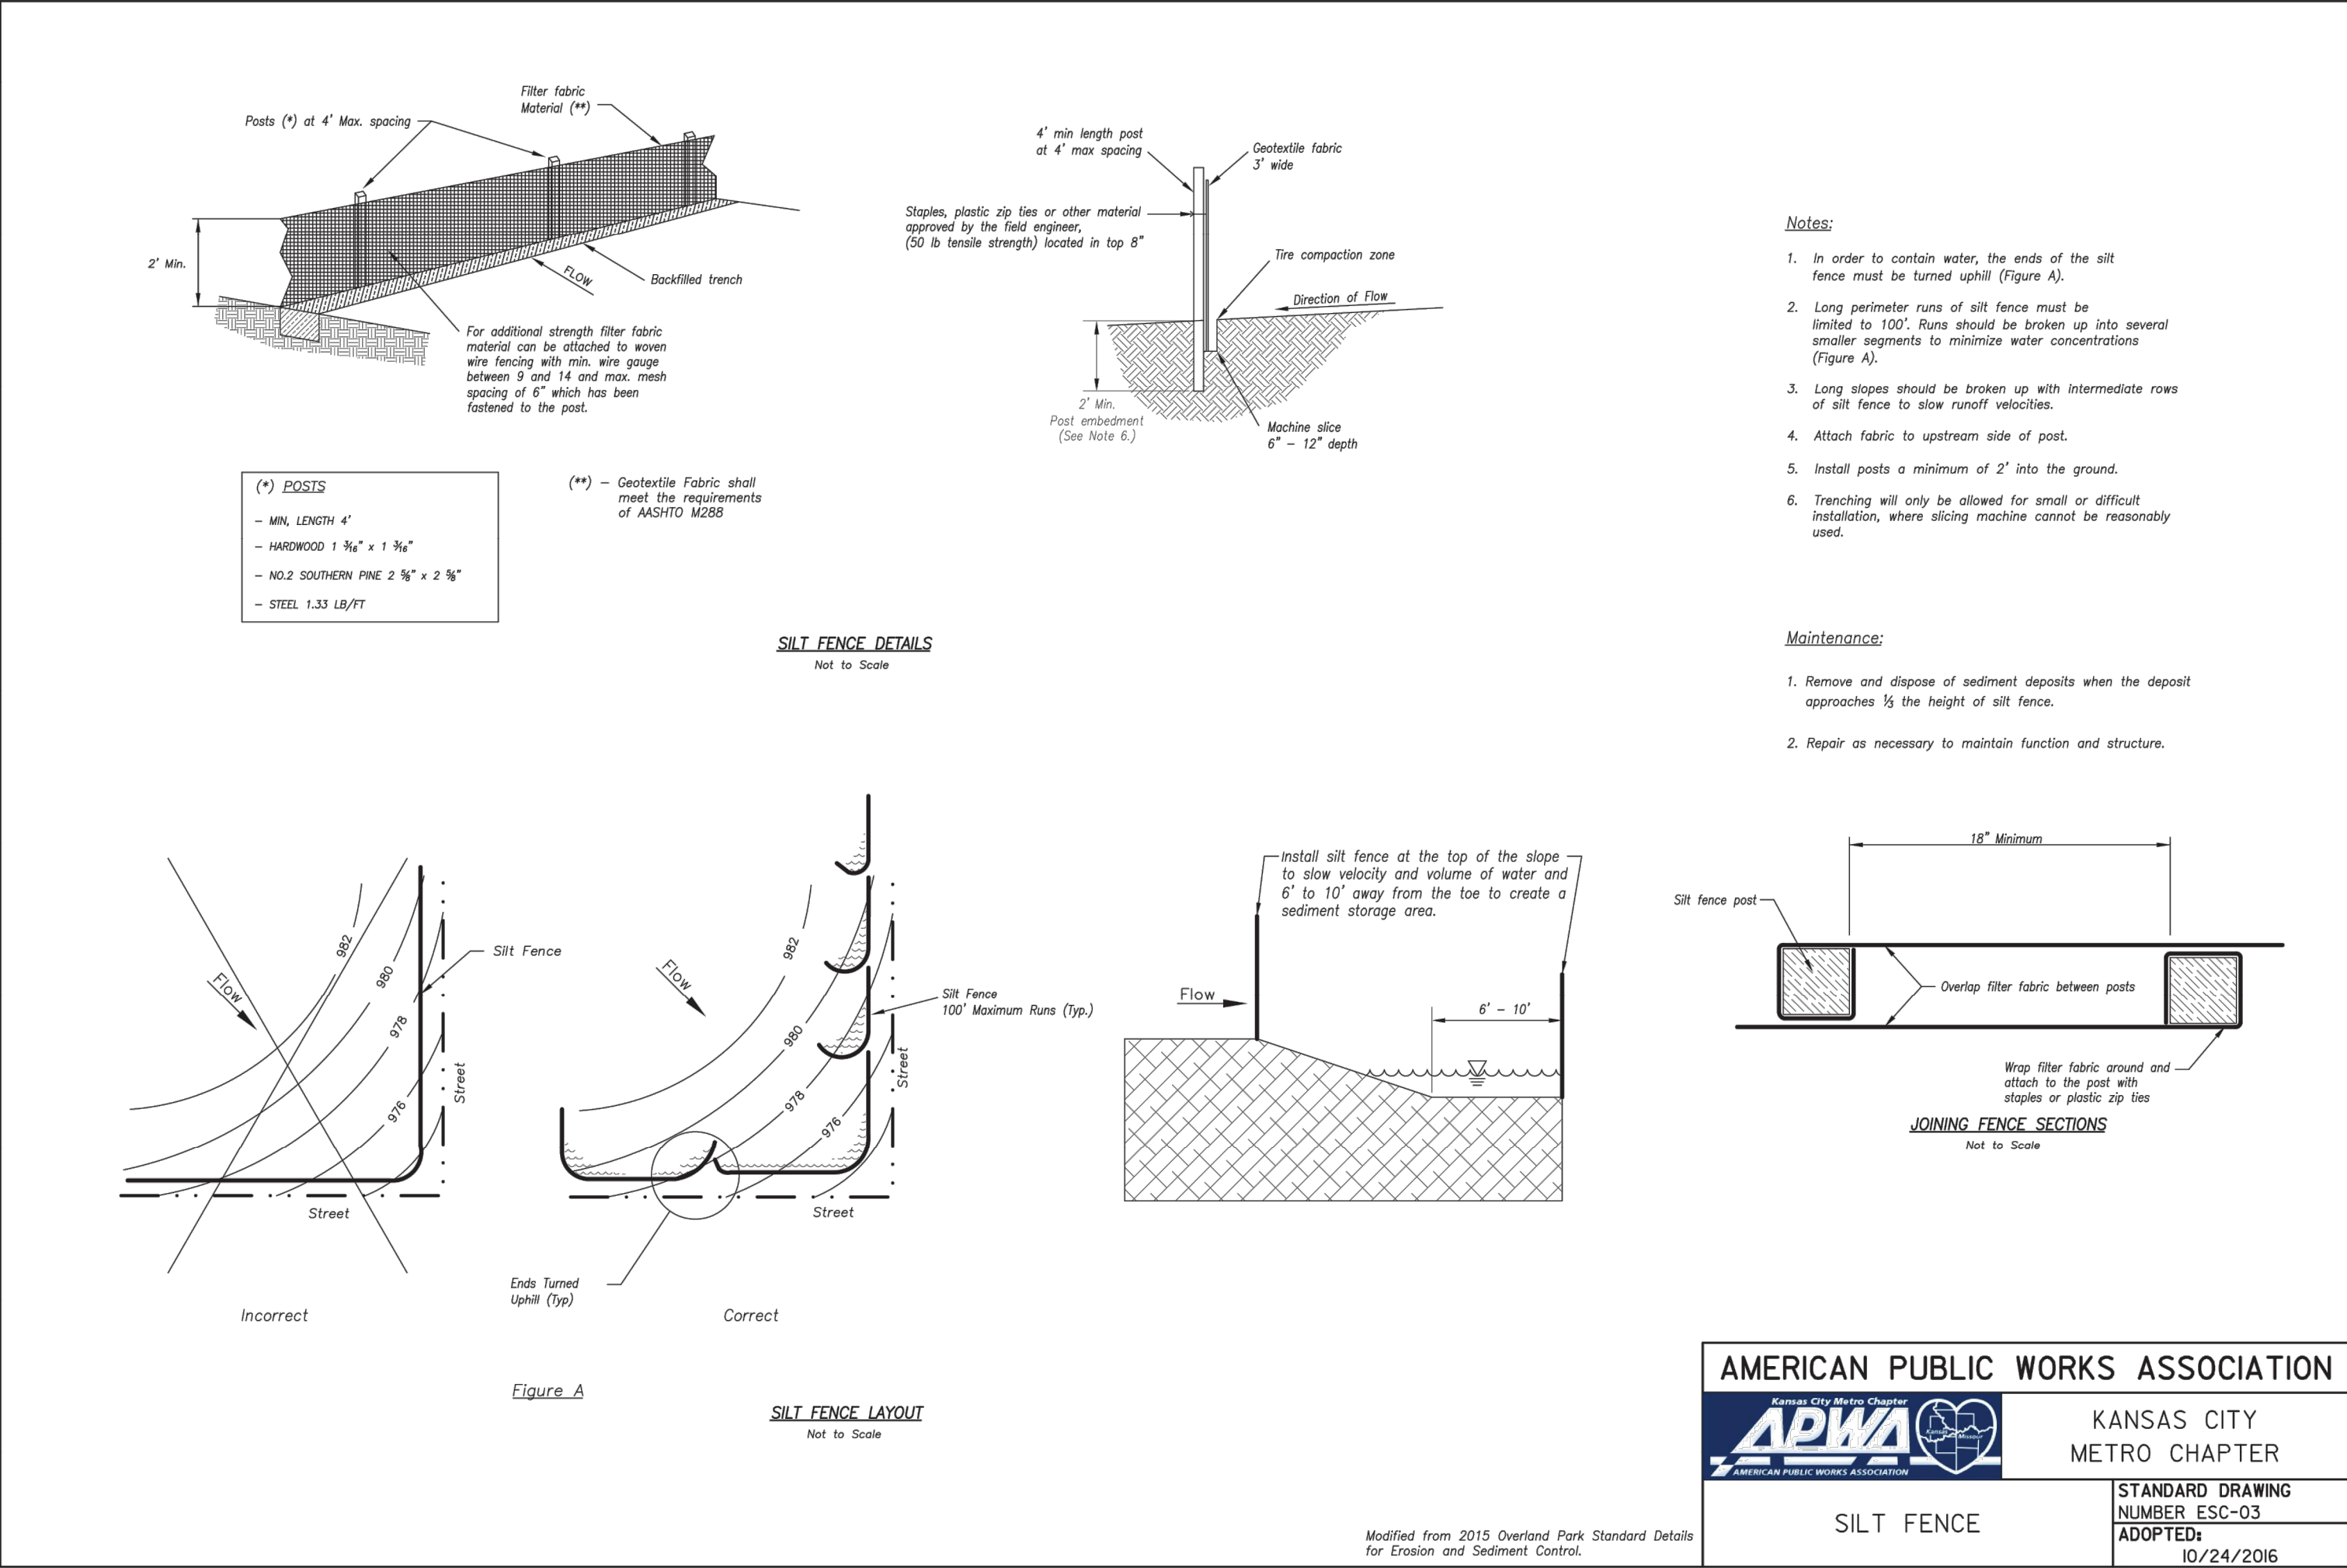 Filter fabric
Material (**)
Posts (*) at 4' Max. spacing
2' Min.
FLOW
Backfilled trench
For additional strength filter fabric
material can be attached to woven
wire fencing with min. wire gauge
between 9 and 14 and max. mesh
spacing of 6" which has been
fastened to the post.
(*) POSTS
– MIN, LENGTH 4'
– HARDWOOD 1 3/16" x 1 3/16"
– NO.2 SOUTHERN PINE 2 5/8" x 2 5/8"
– STEEL 1.33 LB/FT
(**) – Geotextile Fabric shall
meet the requirements
of AASHTO M288
4' min length post
at 4' max spacing
Geotextile fabric
3' wide
Staples, plastic zip ties or other material
approved by the field engineer,
(50 lb tensile strength) located in top 8"
Tire compaction zone
Direction of Flow
2' Min.
Post embedment
(See Note 6.)
Machine slice
6" – 12" depth
SILT FENCE DETAILS
Not to Scale
Notes:
1. In order to contain water, the ends of the silt
fence must be turned uphill (Figure A).
2. Long perimeter runs of silt fence must be
limited to 100'. Runs should be broken up into several
smaller segments to minimize water concentrations
(Figure A).
3. Long slopes should be broken up with intermediate rows
of silt fence to slow runoff velocities.
4. Attach fabric to upstream side of post.
5. Install posts a minimum of 2' into the ground.
6. Trenching will only be allowed for small or difficult
installation, where slicing machine cannot be reasonably
used.
Maintenance:
1. Remove and dispose of sediment deposits when the deposit
approaches 1/3 the height of silt fence.
2. Repair as necessary to maintain function and structure.
982
980
978
976
Flow
Silt Fence
Street
Street
Incorrect
982
980
978
976
Flow
Silt Fence
100' Maximum Runs (Typ.)
Street
Street
Ends Turned
Uphill (Typ)
Correct
Figure A
SILT FENCE LAYOUT
Not to Scale
Install silt fence at the top of the slope
to slow velocity and volume of water and
6' to 10' away from the toe to create a
sediment storage area.
Flow
6' – 10'
18" Minimum
Silt fence post
Overlap filter fabric between posts
Wrap filter fabric around and
attach to the post with
staples or plastic zip ties
JOINING FENCE SECTIONS
Not to Scale
Modified from 2015 Overland Park Standard Details
for Erosion and Sediment Control.
AMERICAN PUBLIC WORKS ASSOCIATION
Kansas City Metro Chapter
APWA
Kansas
Missouri
AMERICAN PUBLIC WORKS ASSOCIATION
KANSAS CITY
METRO CHAPTER
SILT FENCE
STANDARD DRAWING
NUMBER ESC-03
ADOPTED:
10/24/2016